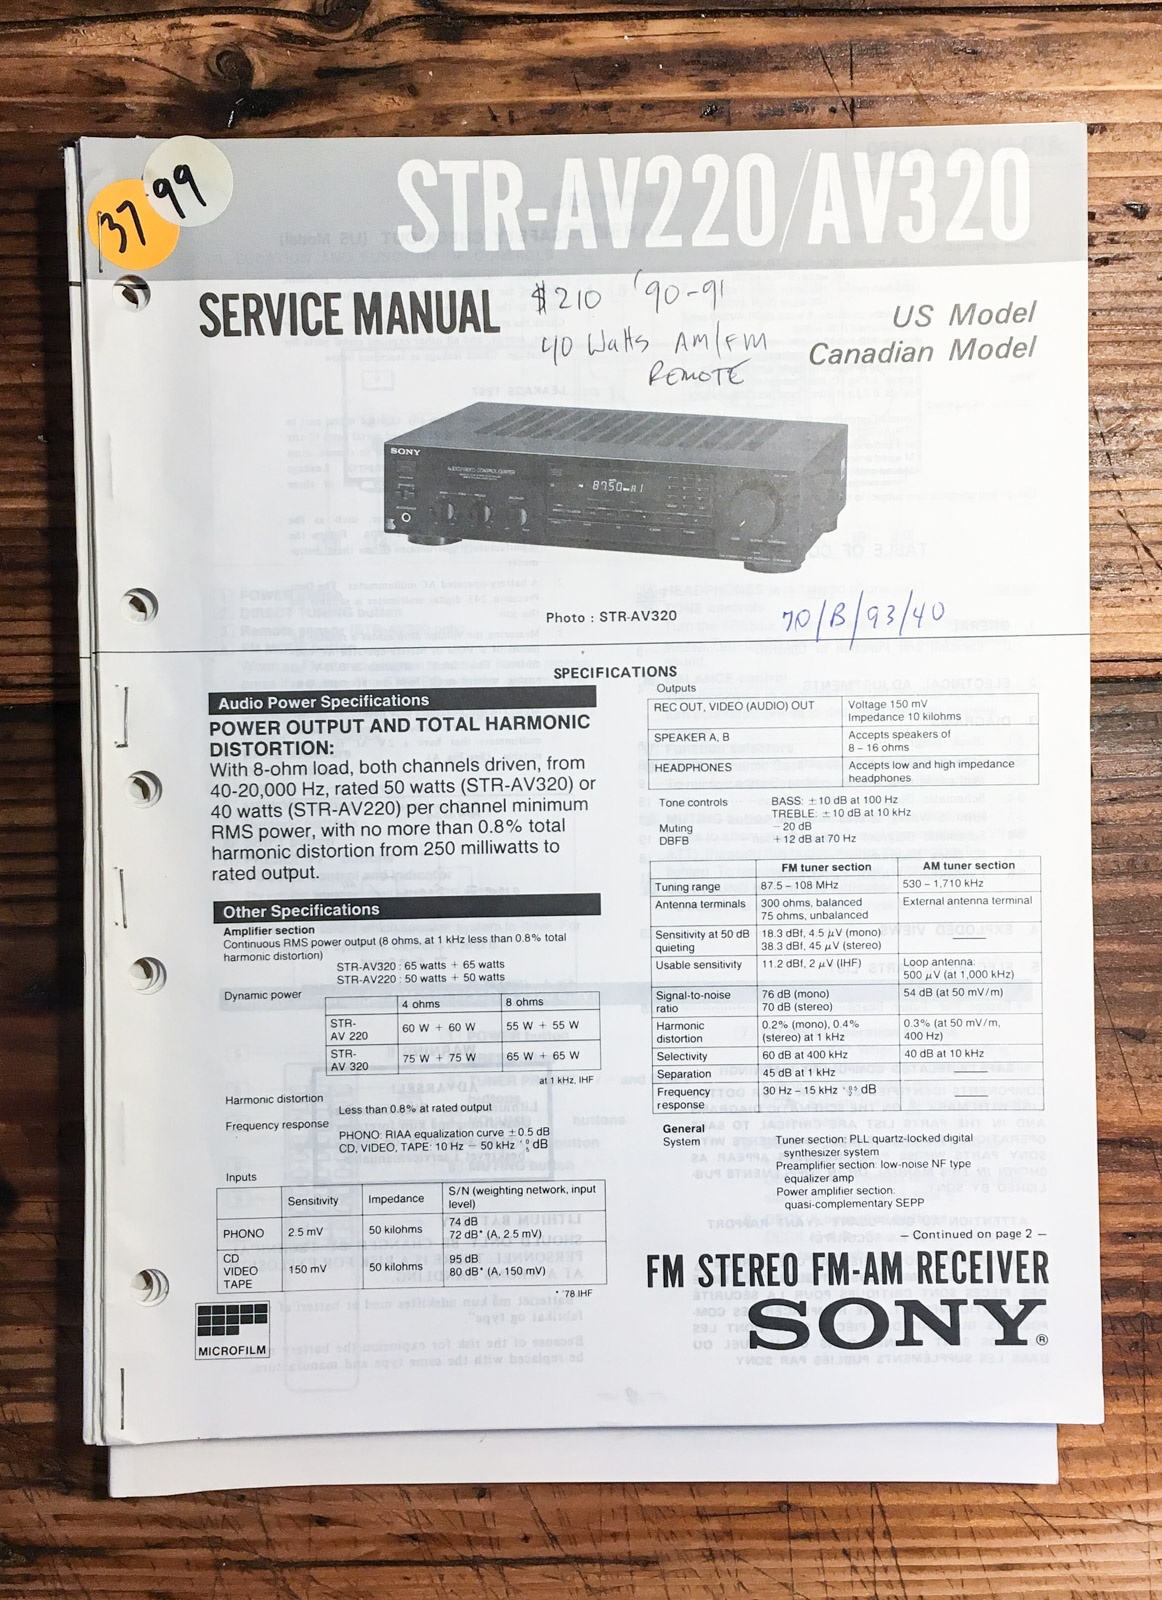 37 99
STR-AV220/AV320
SERVICE MANUAL
$210 '90-91
40 Watts AM/FM
REMOTE
US Model
Canadian Model
SONY
AUDIO/VIDEO CONTROL CENTER
Photo : STR-AV320
70/B/93/40
SPECIFICATIONS
Audio Power Specifications
POWER OUTPUT AND TOTAL HARMONIC
DISTORTION:
With 8-ohm load, both channels driven, from
40-20,000 Hz, rated 50 watts (STR-AV320) or
40 watts (STR-AV220) per channel minimum
RMS power, with no more than 0.8% total
harmonic distortion from 250 milliwatts to
rated output.
Other Specifications
Amplifier section
Continuous RMS power output (8 ohms, at 1 kHz less than 0.8% total
harmonic distortion)
STR-AV320 : 65 watts + 65 watts
STR-AV220 : 50 watts + 50 watts
Dynamic power
4 ohms 8 ohms
STR-
AV 220 60 W + 60 W 55 W + 55 W
STR-
AV 320 75 W + 75 W 65 W + 65 W
at 1 kHz, IHF
Harmonic distortion
Less than 0.8% at rated output
Frequency response
PHONO: RIAA equalization curve ±0.5 dB
CD, VIDEO, TAPE: 10 Hz – 50 kHz dB
Inputs
Sensitivity Impedance S/N (weighting network, input
level)
PHONO 2.5 mV 50 kilohms 74 dB
72 dB* (A, 2.5 mV)
CD
VIDEO
TAPE 150 mV 50 kilohms 95 dB
80 dB* (A, 150 mV)
* '78 IHF
MICROFILM
Outputs
REC OUT, VIDEO (AUDIO) OUT Voltage 150 mV
Impedance 10 kilohms
SPEAKER A, B Accepts speakers of
8 – 16 ohms
HEADPHONES Accepts low and high impedance
headphones
Tone controls BASS: ±10 dB at 100 Hz
TREBLE: ±10 dB at 10 kHz
Muting –20 dB
DBFB +12 dB at 70 Hz
FM tuner section AM tuner section
Tuning range 87.5 – 108 MHz 530 – 1,710 kHz
Antenna terminals 300 ohms, balanced
75 ohms, unbalanced External antenna terminal
Sensitivity at 50 dB
quieting 18.3 dBf, 4.5 µV (mono)
38.3 dBf, 45 µV (stereo)
Usable sensitivity 11.2 dBf, 2 µV (IHF) Loop antenna:
500 µV (at 1,000 kHz)
Signal-to-noise
ratio 76 dB (mono)
70 dB (stereo) 54 dB (at 50 mV/m)
Harmonic
distortion 0.2% (mono), 0.4%
(stereo) at 1 kHz 0.3% (at 50 mV/m,
400 Hz)
Selectivity 60 dB at 400 kHz 40 dB at 10 kHz
Separation 45 dB at 1 kHz
Frequency
response 30 Hz – 15 kHz dB
General
System Tuner section: PLL quartz-locked digital
synthesizer system
Preamplifier section: low-noise NF type
equalizer amp
Power amplifier section:
quasi-complementary SEPP
— Continued on page 2 —
FM STEREO FM-AM RECEIVER
SONY®